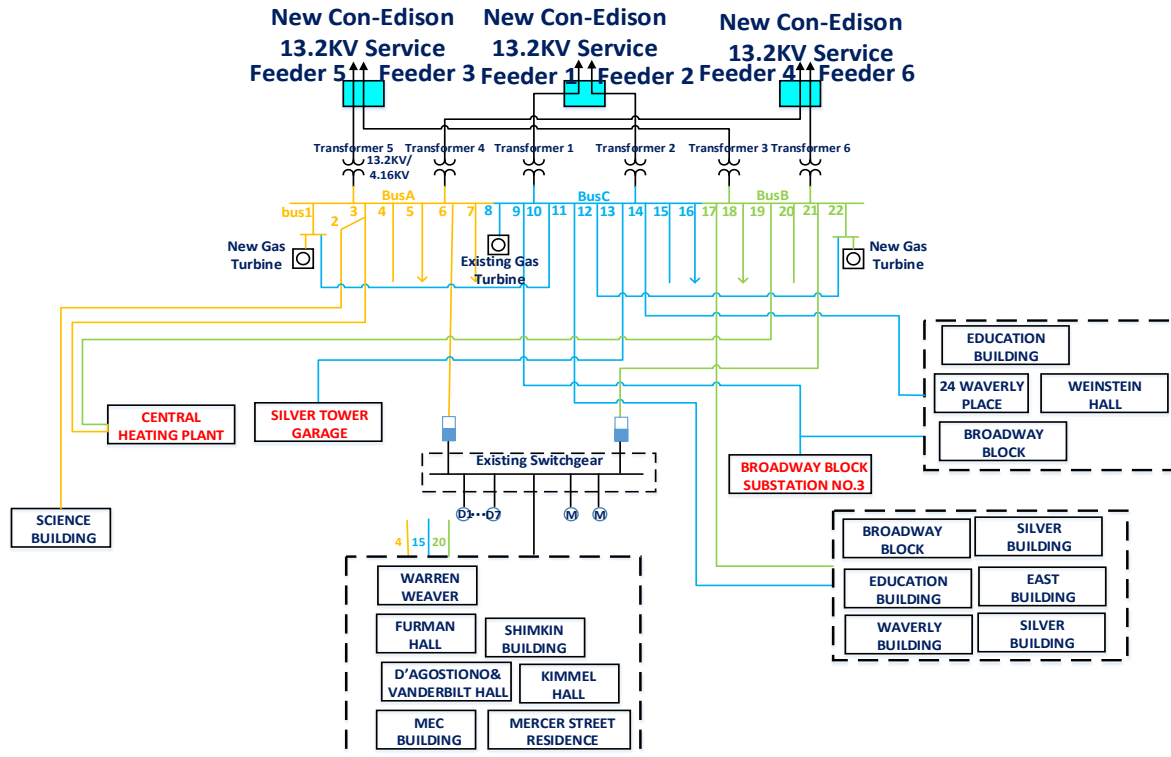 New Con-Edison
13.2KV Service
Feeder 5
Feeder 3
New Con-Edison
13.2KV Service
Feeder 1
Feeder 2
New Con-Edison
13.2KV Service
Feeder 4
Feeder 6
Transformer 5
Transformer 4
Transformer 1
Transformer 2
Transformer 3
Transformer 6
13.2KV/
4.16KV
BusA
BusC
BusB
bus1
2
3
4
5
6
7
8
9
10
11
12
13
14
15
16
17
18
19
20
21
22
New Gas
Turbine
Existing Gas
Turbine
New Gas
Turbine
EDUCATION
BUILDING
24 WAVERLY
PLACE
WEINSTEIN
HALL
BROADWAY
BLOCK
CENTRAL
HEATING PLANT
SILVER TOWER
GARAGE
Existing Switchgear
BROADWAY BLOCK
SUBSTATION NO.3
D1
...
D7
M
M
SCIENCE
BUILDING
4
15
20
BROADWAY
BLOCK
SILVER
BUILDING
EDUCATION
BUILDING
EAST
BUILDING
WAVERLY
BUILDING
SILVER
BUILDING
WARREN
WEAVER
FURMAN
HALL
SHIMKIN
BUILDING
D'AGOSTIONO&
VANDERBILT HALL
KIMMEL
HALL
MEC
BUILDING
MERCER STREET
RESIDENCE